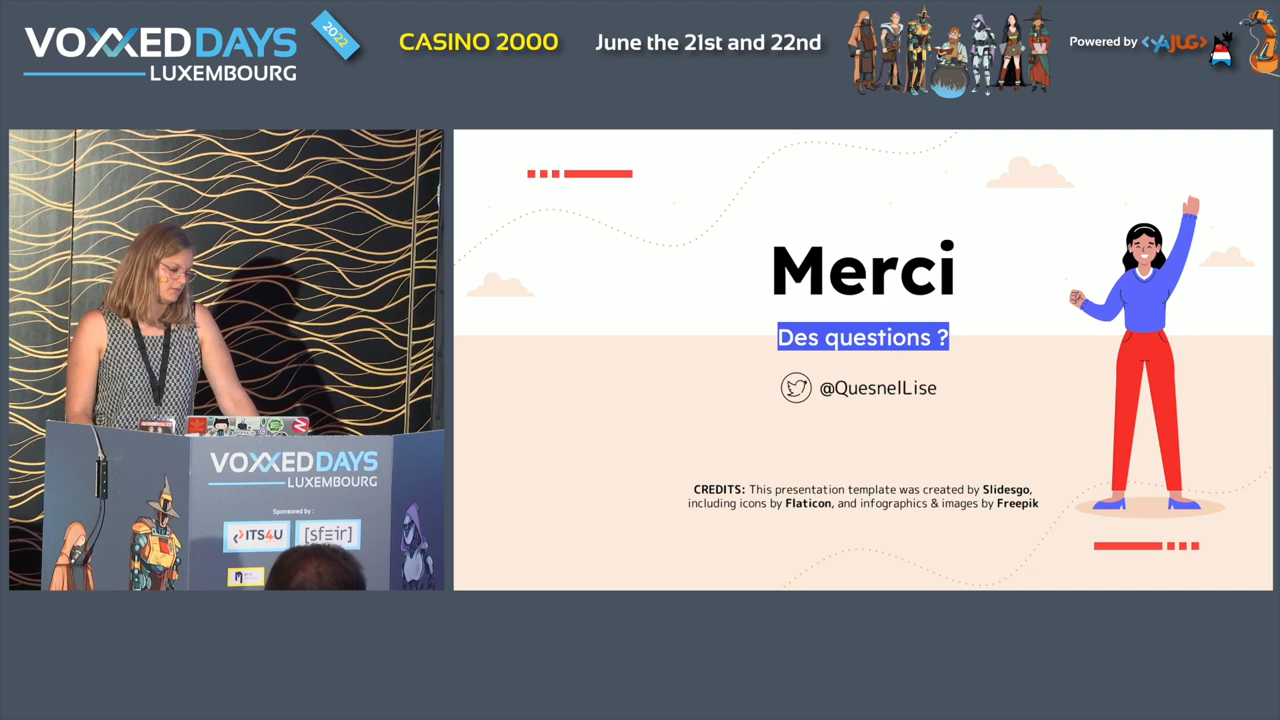 VOXXED DAYS
LUXEMBOURG
2022
CASINO 2000
June the 21st and 22nd
Powered by <YAJUG>
Merci
Des questions ?
@QuesnelLise
CREDITS: This presentation template was created by Slidesgo,
including icons by Flaticon, and infographics & images by Freepik
VOXXED DAYS
LUXEMBOURG
Sponsored by :
ITS4U
[sfeir]